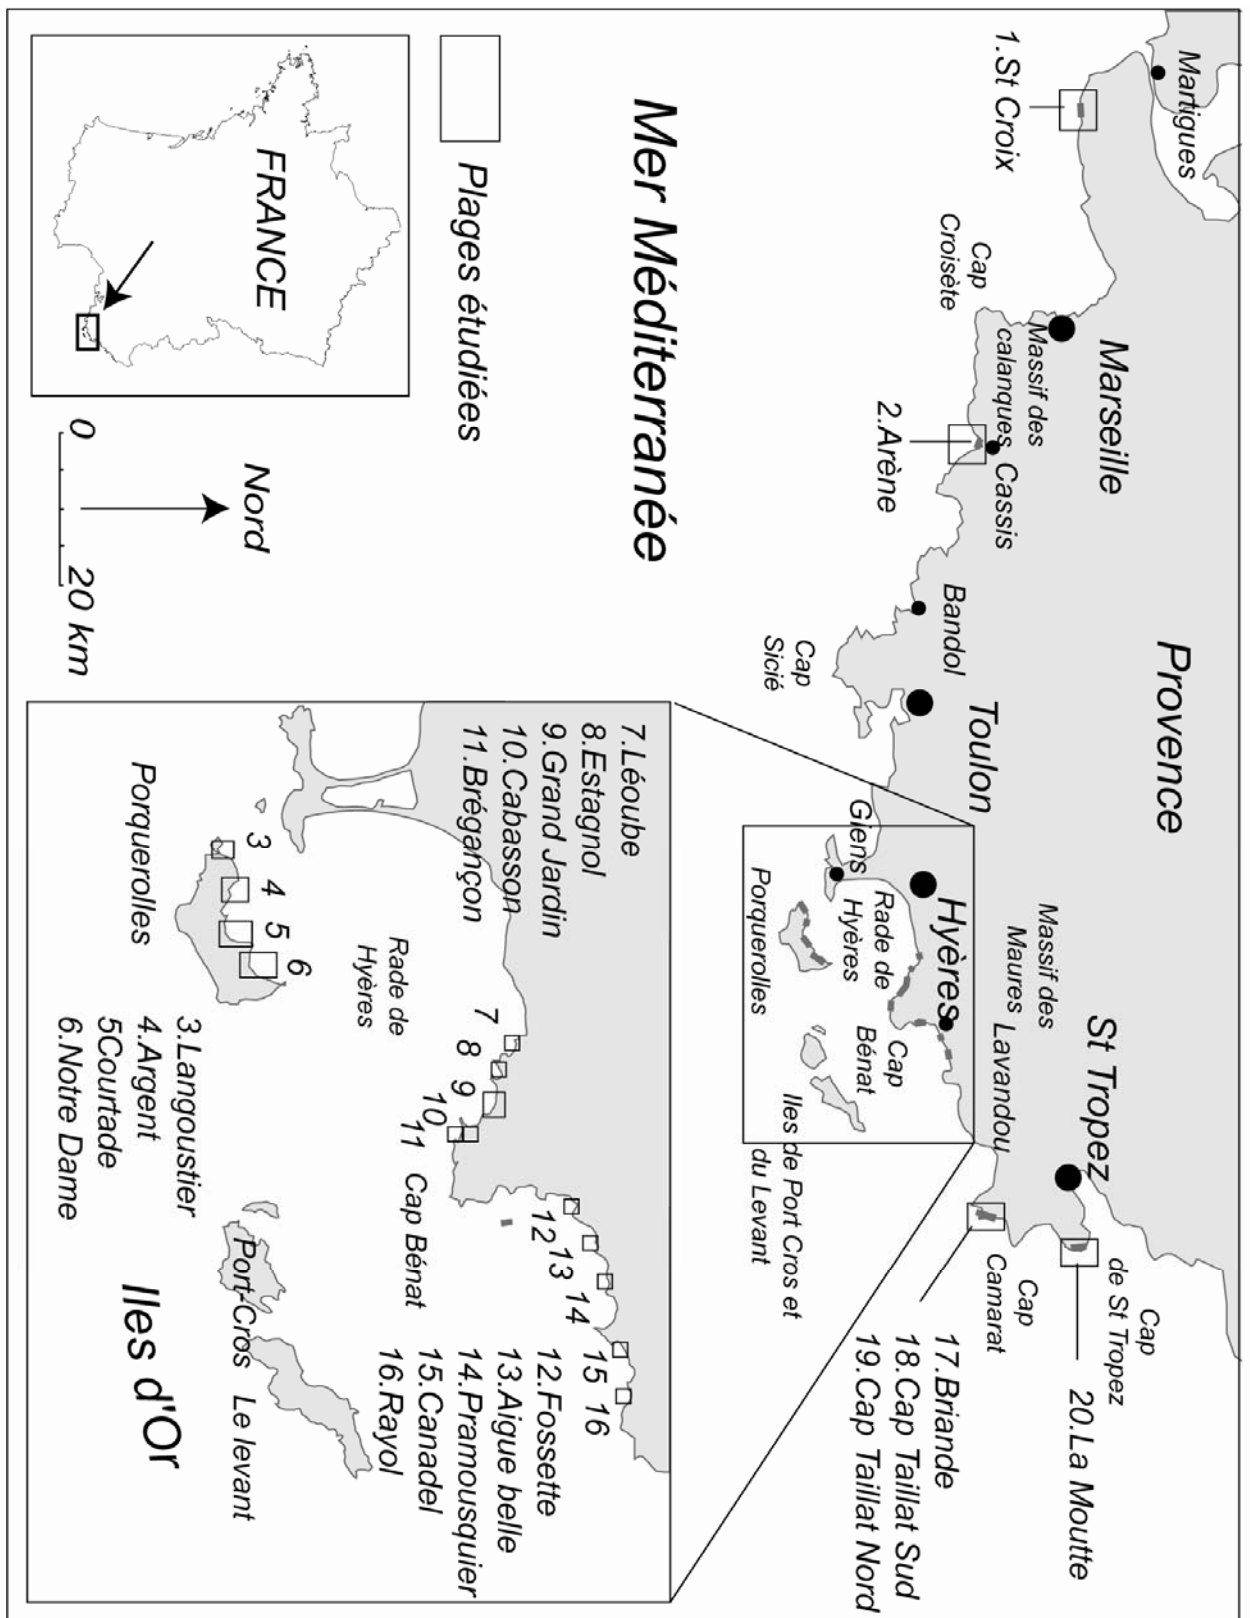 Martigues
1.St Croix
Marseille
Cap
Croisète
Massif des
calanques
2.Arène
Cassis
Bandol
Cap
Sicié
Toulon
Provence
Giens
Hyères
Rade de
Hyères
Porquerolles
Massif des
Maures
Lavandou
Cap
Bénat
Iles de Port Cros et
du Levant
St Tropez
Cap
de St Tropez
Cap
Camarat
20.La Moutte
17.Briande
18.Cap Taillat Sud
19.Cap Taillat Nord
Mer Méditerranée
Plages étudiées
FRANCE
Nord
0
20 km
7.Léoube
8.Estagnol
9.Grand Jardin
10.Cabasson
11.Brégançon
Rade de
Hyères
3
4
5
6
Porquerolles
3.Langoustier
4.Argent
5Courtade
6.Notre Dame
7
8
9
10
11
Cap Bénat
12
13
14
15
16
12.Fossette
13.Aigue belle
14.Pramousquier
15.Canadel
16.Rayol
Port-Cros
Le levant
Iles d'Or